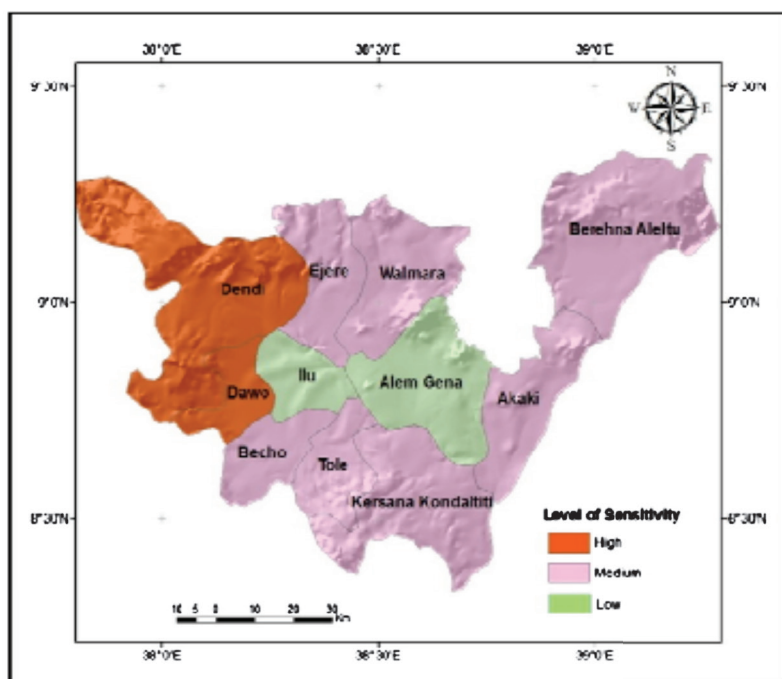 38°0'E 38°30'E 39°0'E
9°30'N 9°30'N
N
W E
S
Berehna Aleltu
Ejere Walmara
Dendi
9°0'N 9°0'N
Ilu Alem Gena
Dawo Akaki
Becho Tole
Kersana Kondaltiti
8°30'N 8°30'N
Level of Sensitivity
High
Medium
Low
10 5 0 10 20 30
Km
38°0'E 38°30'E 39°0'E